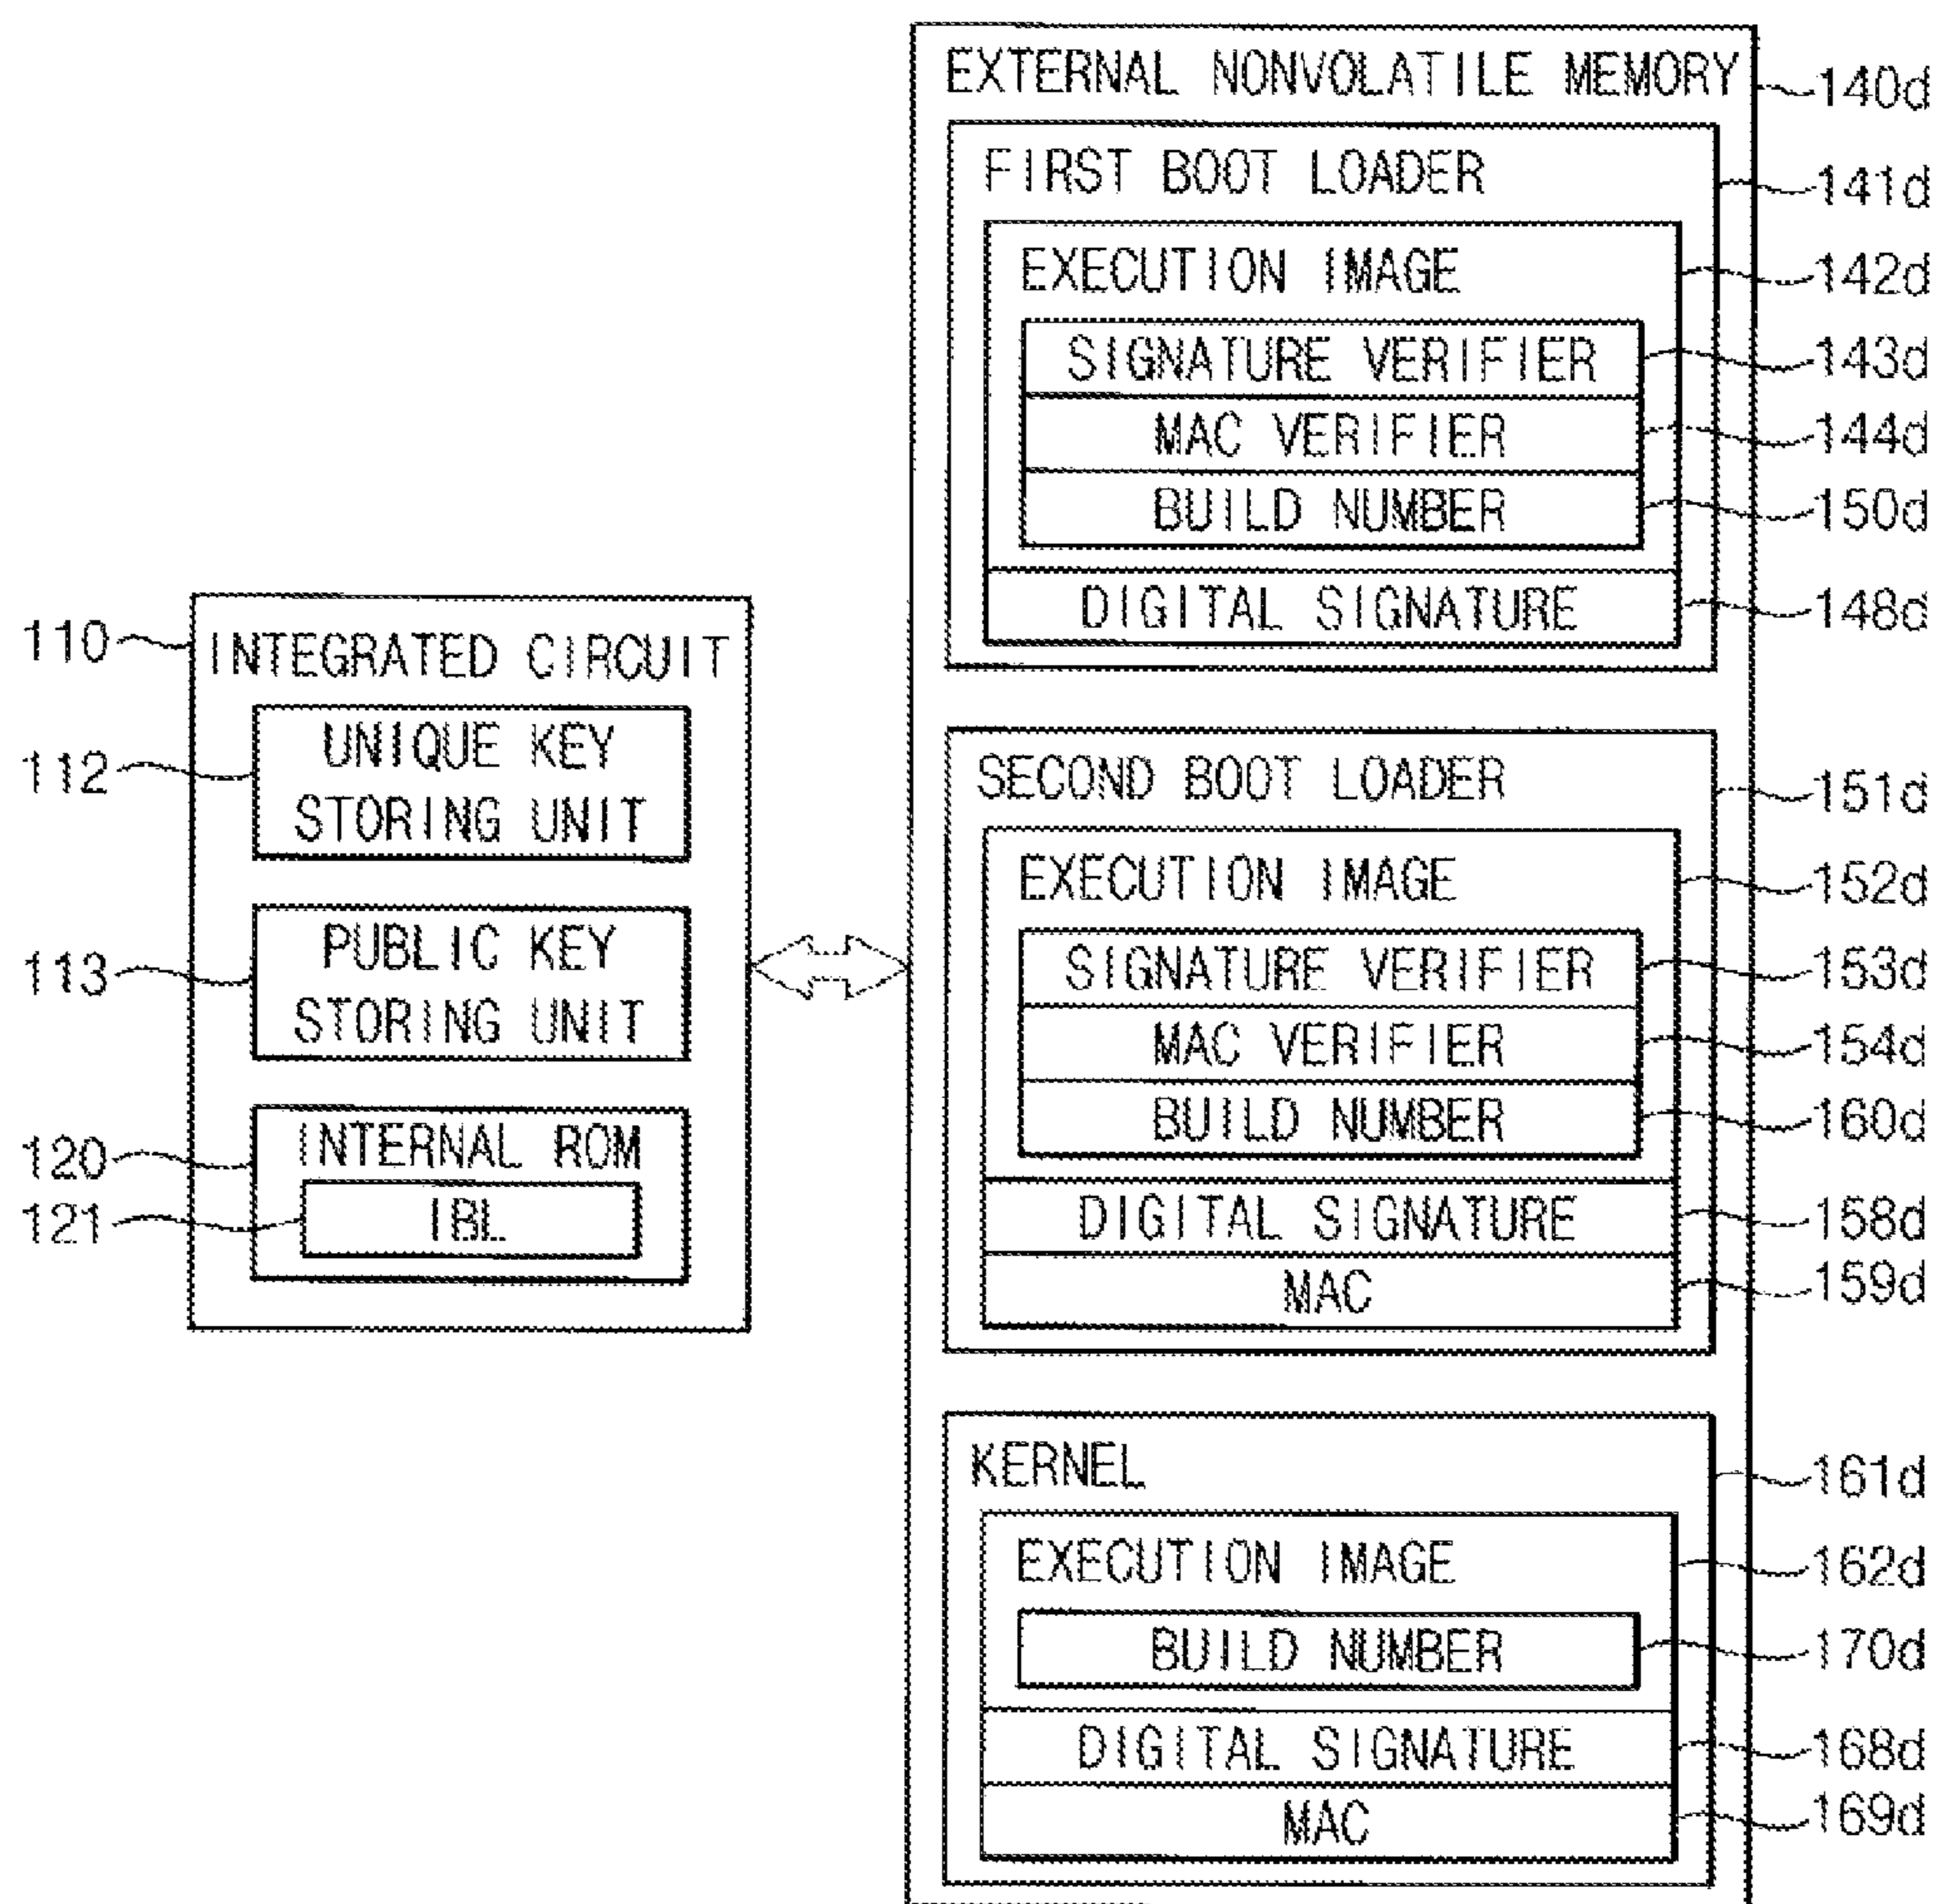 EXTERNAL NONVOLATILE MEMORY 140d
FIRST BOOT LOADER 141d
EXECUTION IMAGE 142d
SIGNATURE VERIFIER 143d
MAC VERIFIER 144d
BUILD NUMBER 150d
DIGITAL SIGNATURE 148d
110 INTEGRATED CIRCUIT
112 UNIQUE KEY
STORING UNIT
113 PUBLIC KEY
STORING UNIT
120 INTERNAL ROM
121 IBL
SECOND BOOT LOADER 151d
EXECUTION IMAGE 152d
SIGNATURE VERIFIER 153d
MAC VERIFIER 154d
BUILD NUMBER 160d
DIGITAL SIGNATURE 158d
MAC 159d
KERNEL 161d
EXECUTION IMAGE 162d
BUILD NUMBER 170d
DIGITAL SIGNATURE 168d
MAC 169d